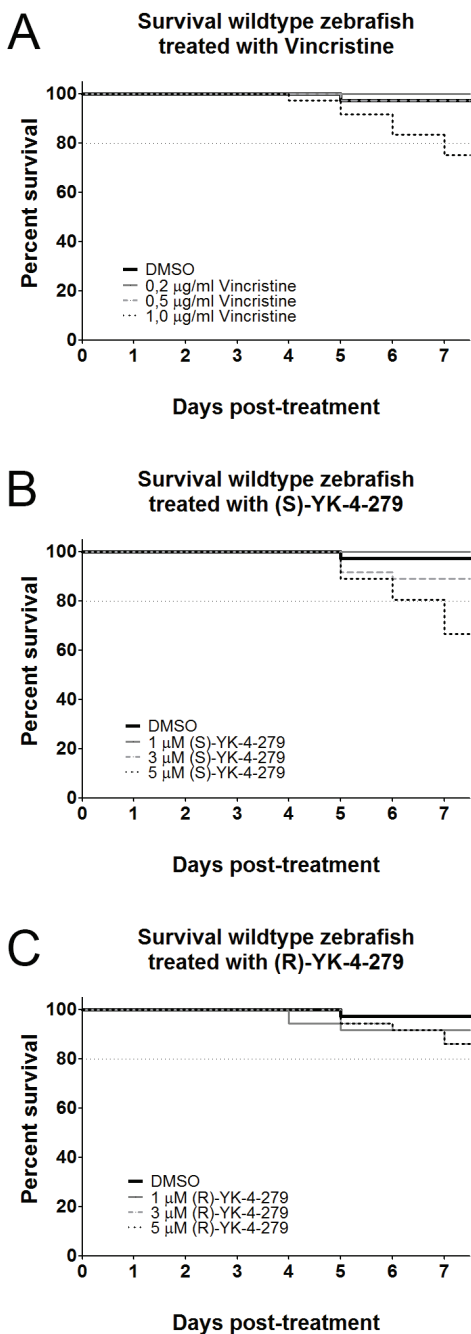 A
Survival wildtype zebrafish
treated with Vincristine
Percent survival
100
80
60
40
20
0
DMSO
0,2 µg/ml Vincristine
0,5 µg/ml Vincristine
1,0 µg/ml Vincristine
0 1 2 3 4 5 6 7
Days post-treatment
B
Survival wildtype zebrafish
treated with (S)-YK-4-279
Percent survival
100
80
60
40
20
0
DMSO
1 µM (S)-YK-4-279
3 µM (S)-YK-4-279
5 µM (S)-YK-4-279
0 1 2 3 4 5 6 7
Days post-treatment
C
Survival wildtype zebrafish
treated with (R)-YK-4-279
Percent survival
100
80
60
40
20
0
DMSO
1 µM (R)-YK-4-279
3 µM (R)-YK-4-279
5 µM (R)-YK-4-279
0 1 2 3 4 5 6 7
Days post-treatment